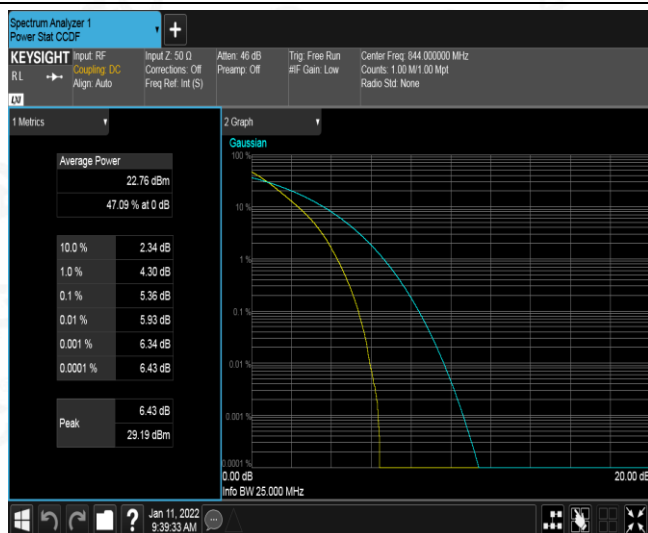 Spectrum Analyzer 1
Power Stat CCDF
+
KEYSIGHT
RL
Input: RF
Coupling: DC
Align: Auto
Input Z: 50 Ω
Corrections: Off
Freq Ref: Int (S)
Atten: 46 dB
Preamp: Off
Trig: Free Run
#IF Gain: Low
Center Freq: 844.000000 MHz
Counts: 1.00 M/1.00 Mpt
Radio Std: None
1 Metrics
Average Power
22.76 dBm
47.09 % at 0 dB
10.0 % 2.34 dB
1.0 % 4.30 dB
0.1 % 5.36 dB
0.01 % 5.93 dB
0.001 % 6.34 dB
0.0001 % 6.43 dB
Peak
6.43 dB
29.19 dBm
2 Graph
Gaussian
100 %
10 %
1 %
0.1 %
0.01 %
0.001 %
0.0001 %
0.00 dB
20.00 dB
Info BW 25.000 MHz
?
Jan 11, 2022
9:39:33 AM